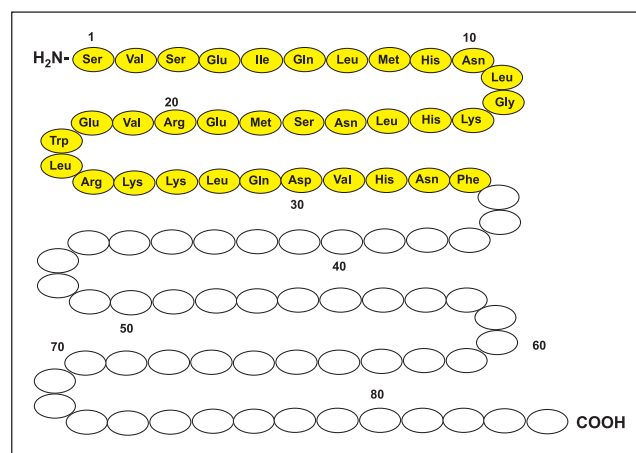 1 10
H₂N- Ser Val Ser Glu Ile Gln Leu Met His Asn
Leu
Gly
20
Glu Val Arg Glu Met Ser Asn Leu His Lys
Trp
Leu
Arg Lys Lys Leu Gln Asp Val His Asn Phe
30
40
50
60
70
80
COOH